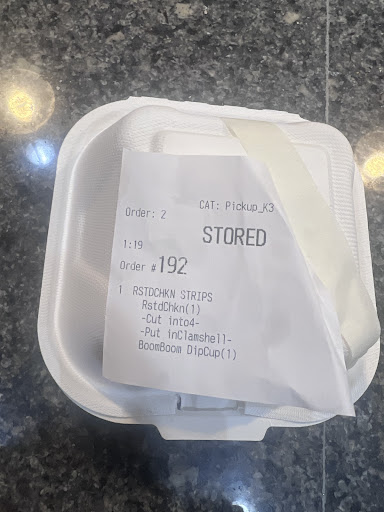 Order: 2 CAT: Pickup_K3
STORED
1:19
Order #192
1 RSTDCHKN STRIPS
RstdChkn(1)
-Cut into4-
-Put inClamshell-
BoomBoom DipCup(1)